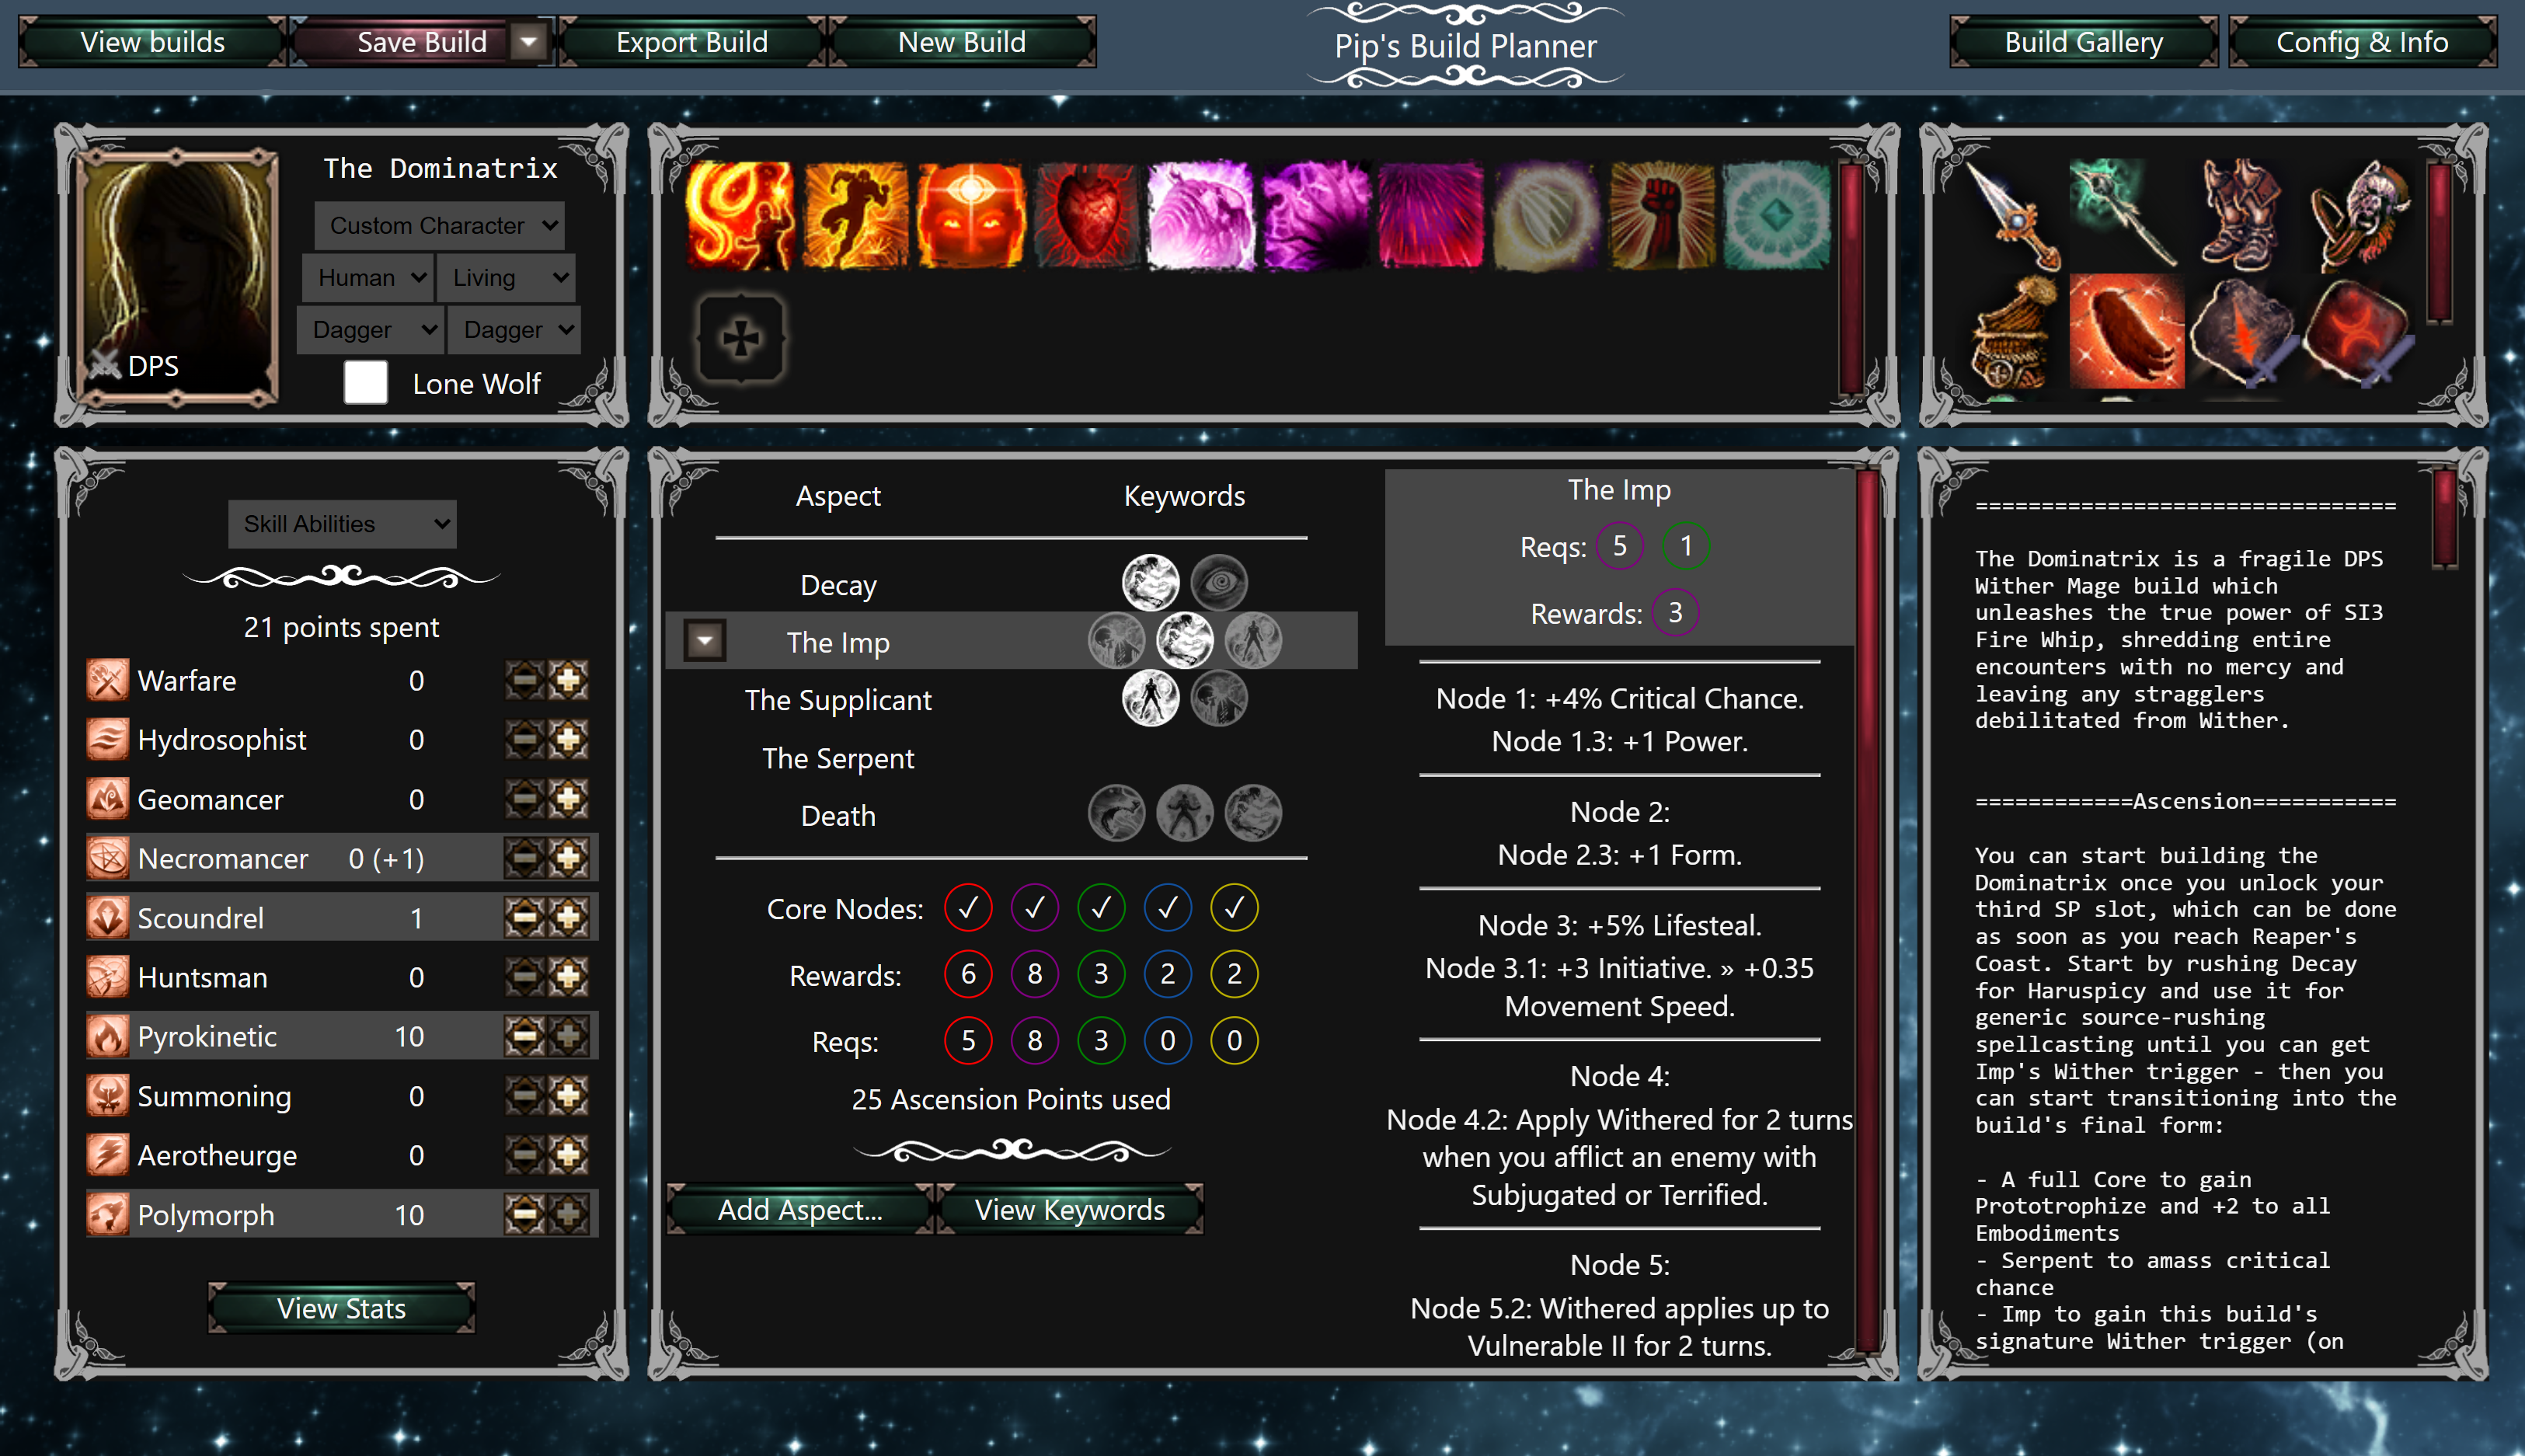 View builds
Save Build
Export Build
New Build
Pip's Build Planner
Build Gallery
Config & Info
The Dominatrix
Custom Character
Human
Living
Dagger
Dagger
DPS
Lone Wolf
Skill Abilities
21 points spent
Warfare 0
Hydrosophist 0
Geomancer 0
Necromancer 0 (+1)
Scoundrel 1
Huntsman 0
Pyrokinetic 10
Summoning 0
Aerotheurge 0
Polymorph 10
View Stats
Aspect Keywords
Decay
The Imp
The Supplicant
The Serpent
Death
Core Nodes: ✓ ✓ ✓ ✓ ✓
Rewards: 6 8 3 2 2
Reqs: 5 8 3 0 0
25 Ascension Points used
Add Aspect...
View Keywords
The Imp
Reqs: 5 1
Rewards: 3
Node 1: +4% Critical Chance.
Node 1.3: +1 Power.
Node 2:
Node 2.3: +1 Form.
Node 3: +5% Lifesteal.
Node 3.1: +3 Initiative. » +0.35
Movement Speed.
Node 4:
Node 4.2: Apply Withered for 2 turns
when you afflict an enemy with
Subjugated or Terrified.
Node 5:
Node 5.2: Withered applies up to
Vulnerable II for 2 turns.
================================
The Dominatrix is a fragile DPS
Wither Mage build which
unleashes the true power of SI3
Fire Whip, shredding entire
encounters with no mercy and
leaving any stragglers
debilitated from Wither.
============Ascension===========
You can start building the
Dominatrix once you unlock your
third SP slot, which can be done
as soon as you reach Reaper's
Coast. Start by rushing Decay
for Haruspicy and use it for
generic source-rushing
spellcasting until you can get
Imp's Wither trigger - then you
can start transitioning into the
build's final form:
- A full Core to gain
Prototrophize and +2 to all
Embodiments
- Serpent to amass critical
chance
- Imp to gain this build's
signature Wither trigger (on